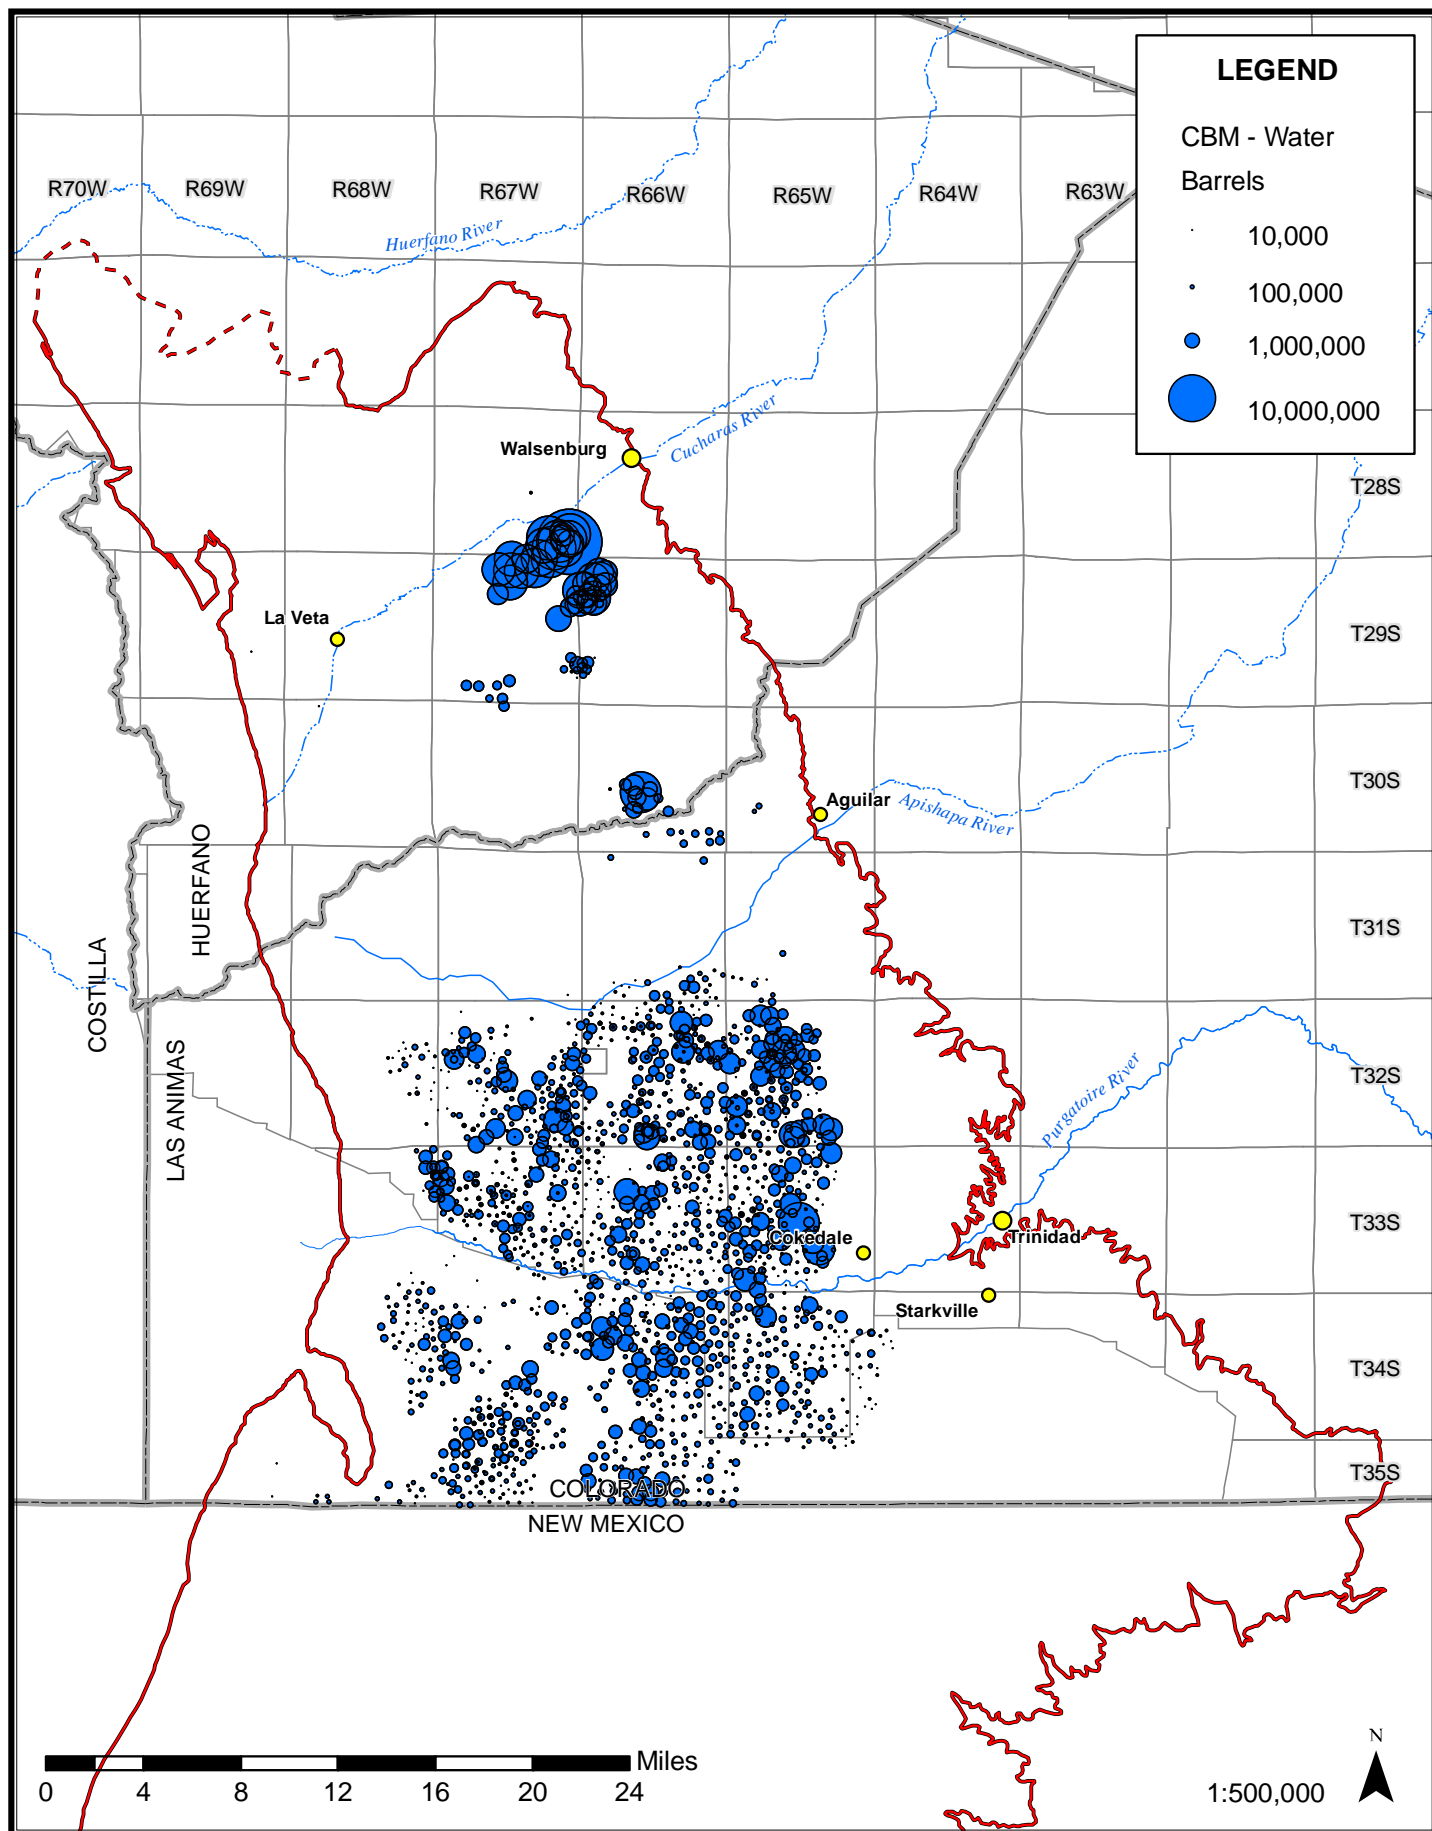 LEGEND
CBM - Water
Barrels
10,000
100,000
1,000,000
10,000,000
R70W
R69W
R68W
R67W
R66W
R65W
R64W
R63W
Huerfano River
Cucharas River
Walsenburg
T28S
La Veta
T29S
T30S
Aguilar
Apishapa River
HUERFANO
COSTILLA
T31S
LAS ANIMAS
Purgatoire River
T32S
T33S
Cokedale
Trinidad
Starkville
T34S
T35S
COLORADO
NEW MEXICO
Miles
0 4 8 12 16 20 24
1:500,000
N